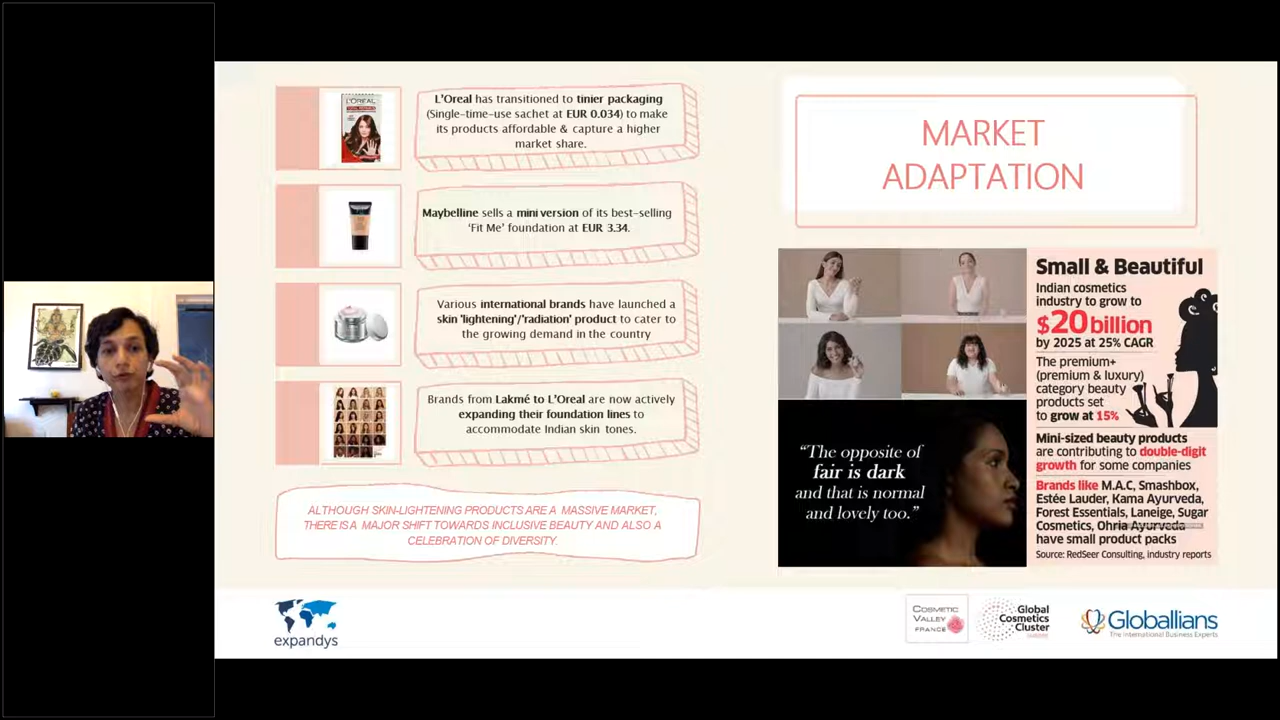 L'OREAL
L'Oreal has transitioned to tinier packaging
(Single-time-use sachet at EUR 0.034) to make
its products affordable & capture a higher
market share.
Maybelline sells a mini version of its best-selling
'Fit Me' foundation at EUR 3.34.
Various international brands have launched a
skin 'lightening'/'radiation' product to cater to
the growing demand in the country
Brands from Lakmé to L'Oreal are now actively
expanding their foundation lines to
accommodate Indian skin tones.
ALTHOUGH SKIN-LIGHTENING PRODUCTS ARE A MASSIVE MARKET,
THERE IS A MAJOR SHIFT TOWARDS INCLUSIVE BEAUTY AND ALSO A
CELEBRATION OF DIVERSITY.
MARKET
ADAPTATION
"The opposite of
fair is dark
and that is normal
and lovely too."
Small & Beautiful
Indian cosmetics
industry to grow to
$20 billion
by 2025 at 25% CAGR
The premium+
(premium & luxury)
category beauty
products set
to grow at 15%
Mini-sized beauty products
are contributing to double-digit
growth for some companies
Brands like M.A.C, Smashbox,
Estée Lauder, Kama Ayurveda,
Forest Essentials, Laneige, Sugar
Cosmetics, Ohria Ayurveda
have small product packs
Source: RedSeer Consulting, industry reports
expandys
COSMETIC
VALLEY
FRANCE
Global
Cosmetics
Cluster
Globallians
The International Business Experts